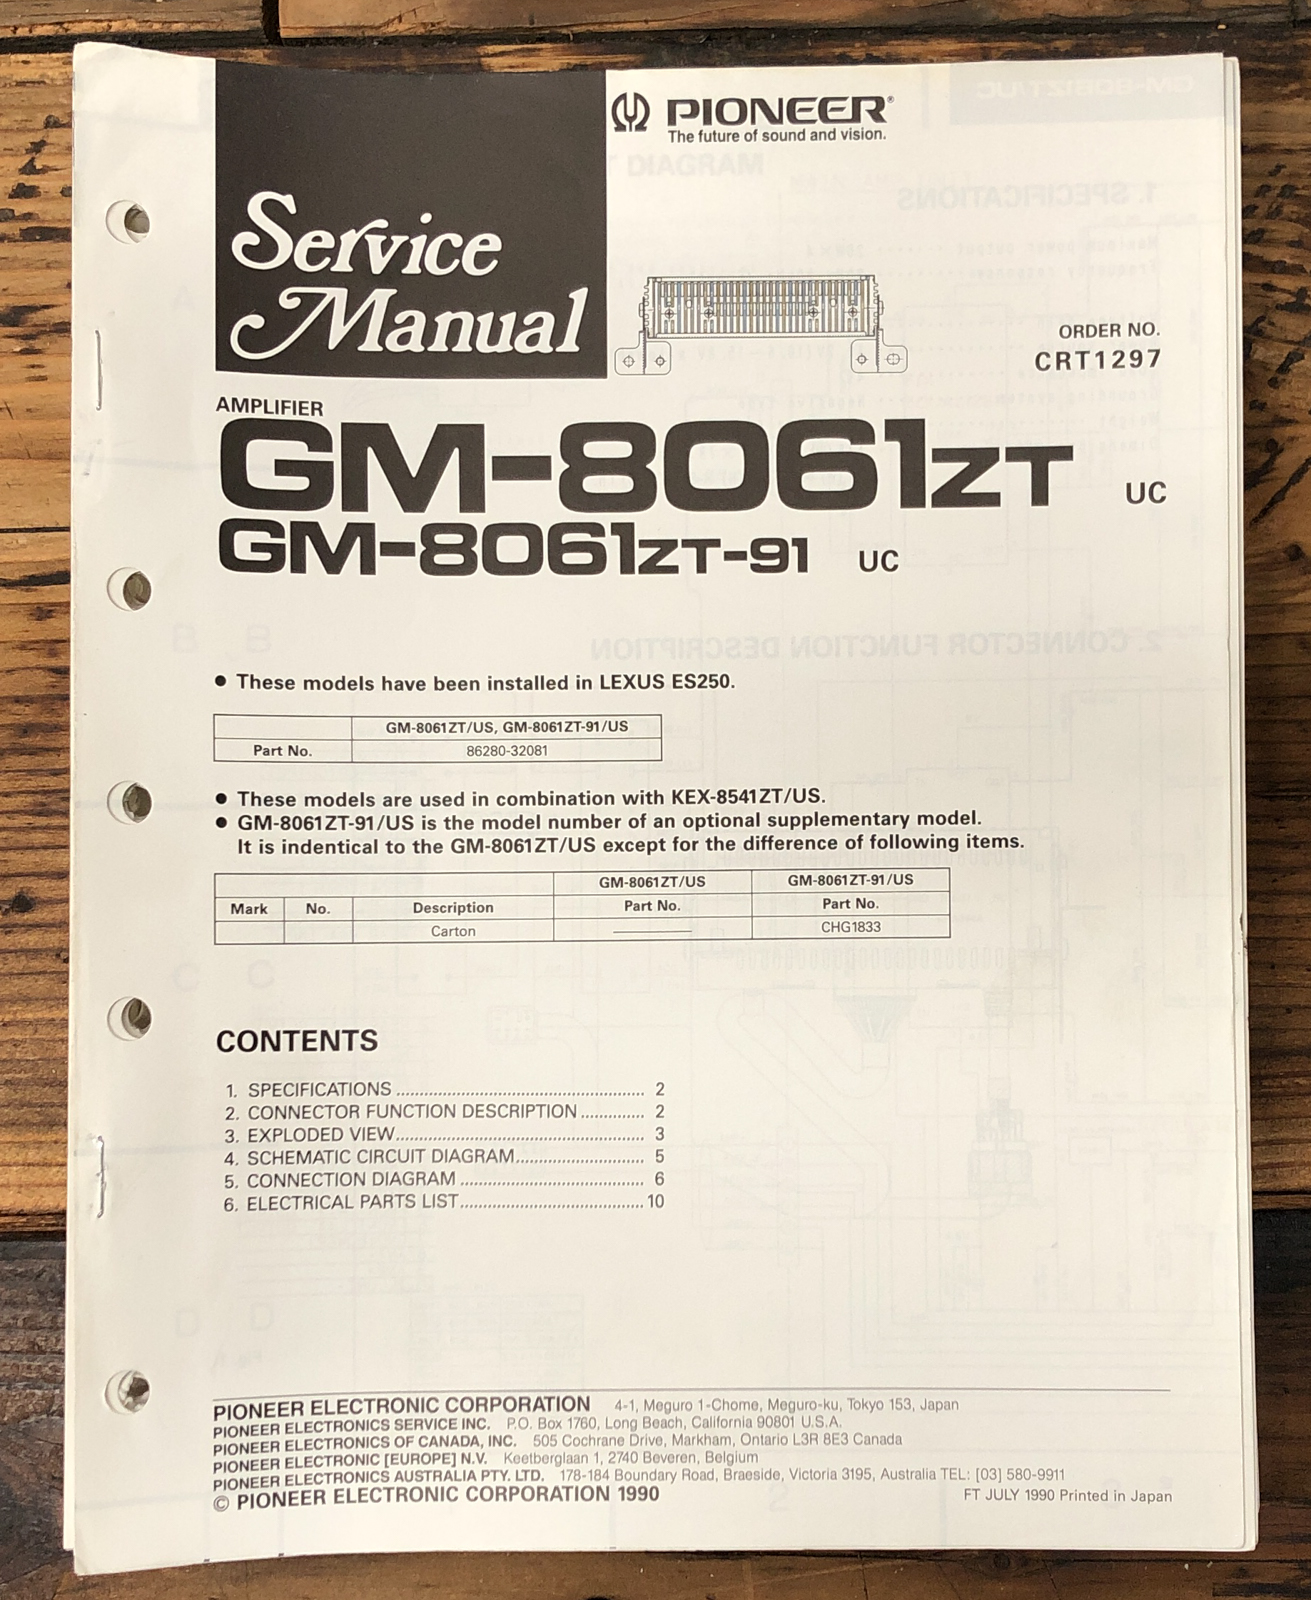 PIONEER®
The future of sound and vision.
Service
Manual
ORDER NO.
CRT1297
AMPLIFIER
GM-8061ZT UC
GM-8061ZT-91 UC
● These models have been installed in LEXUS ES250.
GM-8061ZT/US, GM-8061ZT-91/US
Part No. 86280-32081
● These models are used in combination with KEX-8541ZT/US.
● GM-8061ZT-91/US is the model number of an optional supplementary model.
It is indentical to the GM-8061ZT/US except for the difference of following items.
GM-8061ZT/US GM-8061ZT-91/US
Mark No. Description Part No. Part No.
Carton ——— CHG1833
CONTENTS
1. SPECIFICATIONS ........ 2
2. CONNECTOR FUNCTION DESCRIPTION ........ 2
3. EXPLODED VIEW ........ 3
4. SCHEMATIC CIRCUIT DIAGRAM ........ 5
5. CONNECTION DIAGRAM ........ 6
6. ELECTRICAL PARTS LIST ........ 10
PIONEER ELECTRONIC CORPORATION 4-1, Meguro 1-Chome, Meguro-ku, Tokyo 153, Japan
PIONEER ELECTRONICS SERVICE INC. P.O. Box 1760, Long Beach, California 90801 U.S.A.
PIONEER ELECTRONICS OF CANADA, INC. 505 Cochrane Drive, Markham, Ontario L3R 8E3 Canada
PIONEER ELECTRONIC [EUROPE] N.V. Keetberglaan 1, 2740 Beveren, Belgium
PIONEER ELECTRONICS AUSTRALIA PTY. LTD. 178-184 Boundary Road, Braeside, Victoria 3195, Australia TEL: [03] 580-9911
© PIONEER ELECTRONIC CORPORATION 1990
FT JULY 1990 Printed in Japan